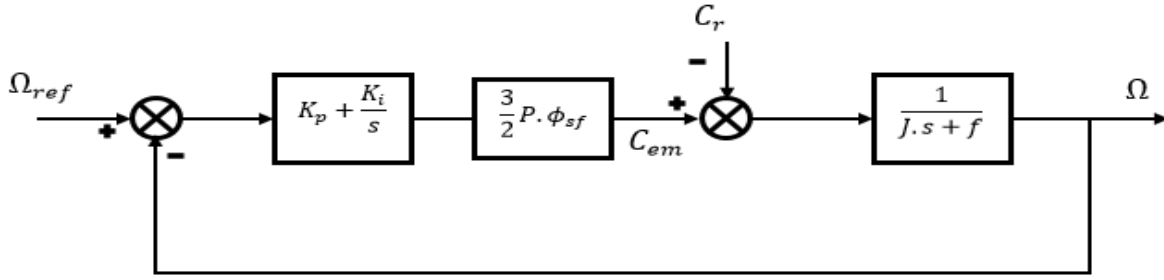 C_r
Ω_ref
K_p + K_i/s
3/2 P.ϕ_sf
1/(J.s + f)
Ω
+
-
-
+
C_em